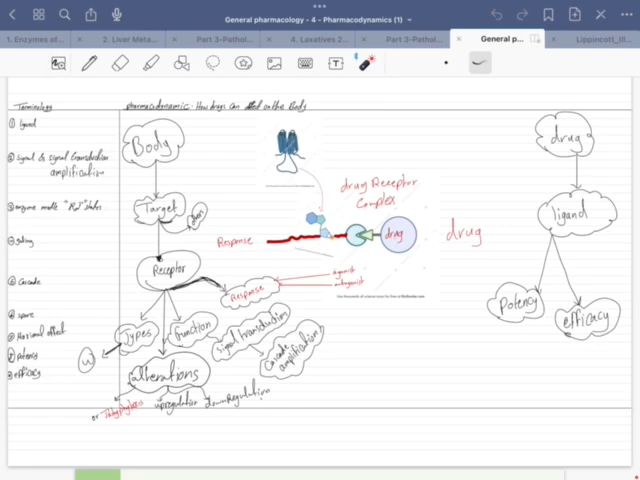 General pharmacology - 4 - Pharmacodynamics (1)
1. Enzymes of...
2. Liver Meta...
Part 3-Pathol...
4. Laxatives 2...
Part 3-Pathol...
General p...
Lippincott_Ill...
Terminology
pharmacodynamic - How drugs can on the Body
① ligand
② signal & signal transduction
amplification
③ enzyme mode
④ gating
⑤ Cascade
⑥ spare
⑦ Maximal effect
⑧ potency
⑨ efficacy
Body
Target
Receptor
Types
function
alterations
signal transduction
Cascade amplification
or Tachyphylaxis
upregulation
downRegulation
Response
agonist
antagonist
drug Receptor
Complex
Response
drug
drug
drug
ligand
Potency
efficacy